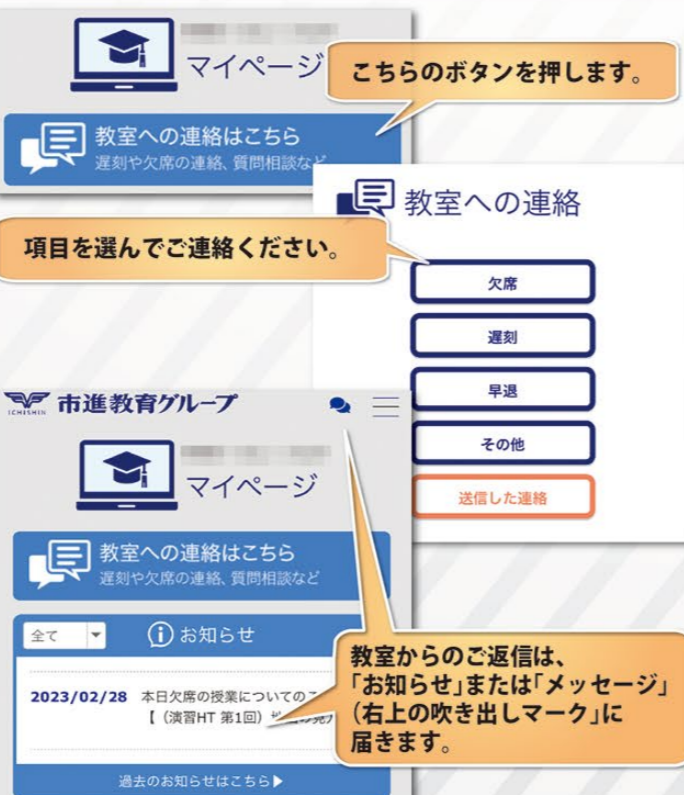 マイページ
こちらのボタンを押します。
教室への連絡はこちら
遅刻や欠席の連絡、質問相談など
教室への連絡
項目を選んでご連絡ください。
欠席
遅刻
早退
その他
送信した連絡
ICHISHIN 市進教育グループ
マイページ
教室への連絡はこちら
遅刻や欠席の連絡、質問相談など
全て
お知らせ
2023/02/28 本日欠席の授業についての
【（演習HT 第1回）
教室からのご返信は、
「お知らせ」または「メッセージ」
（右上の吹き出しマーク」に
届きます。
過去のお知らせはこちら▶